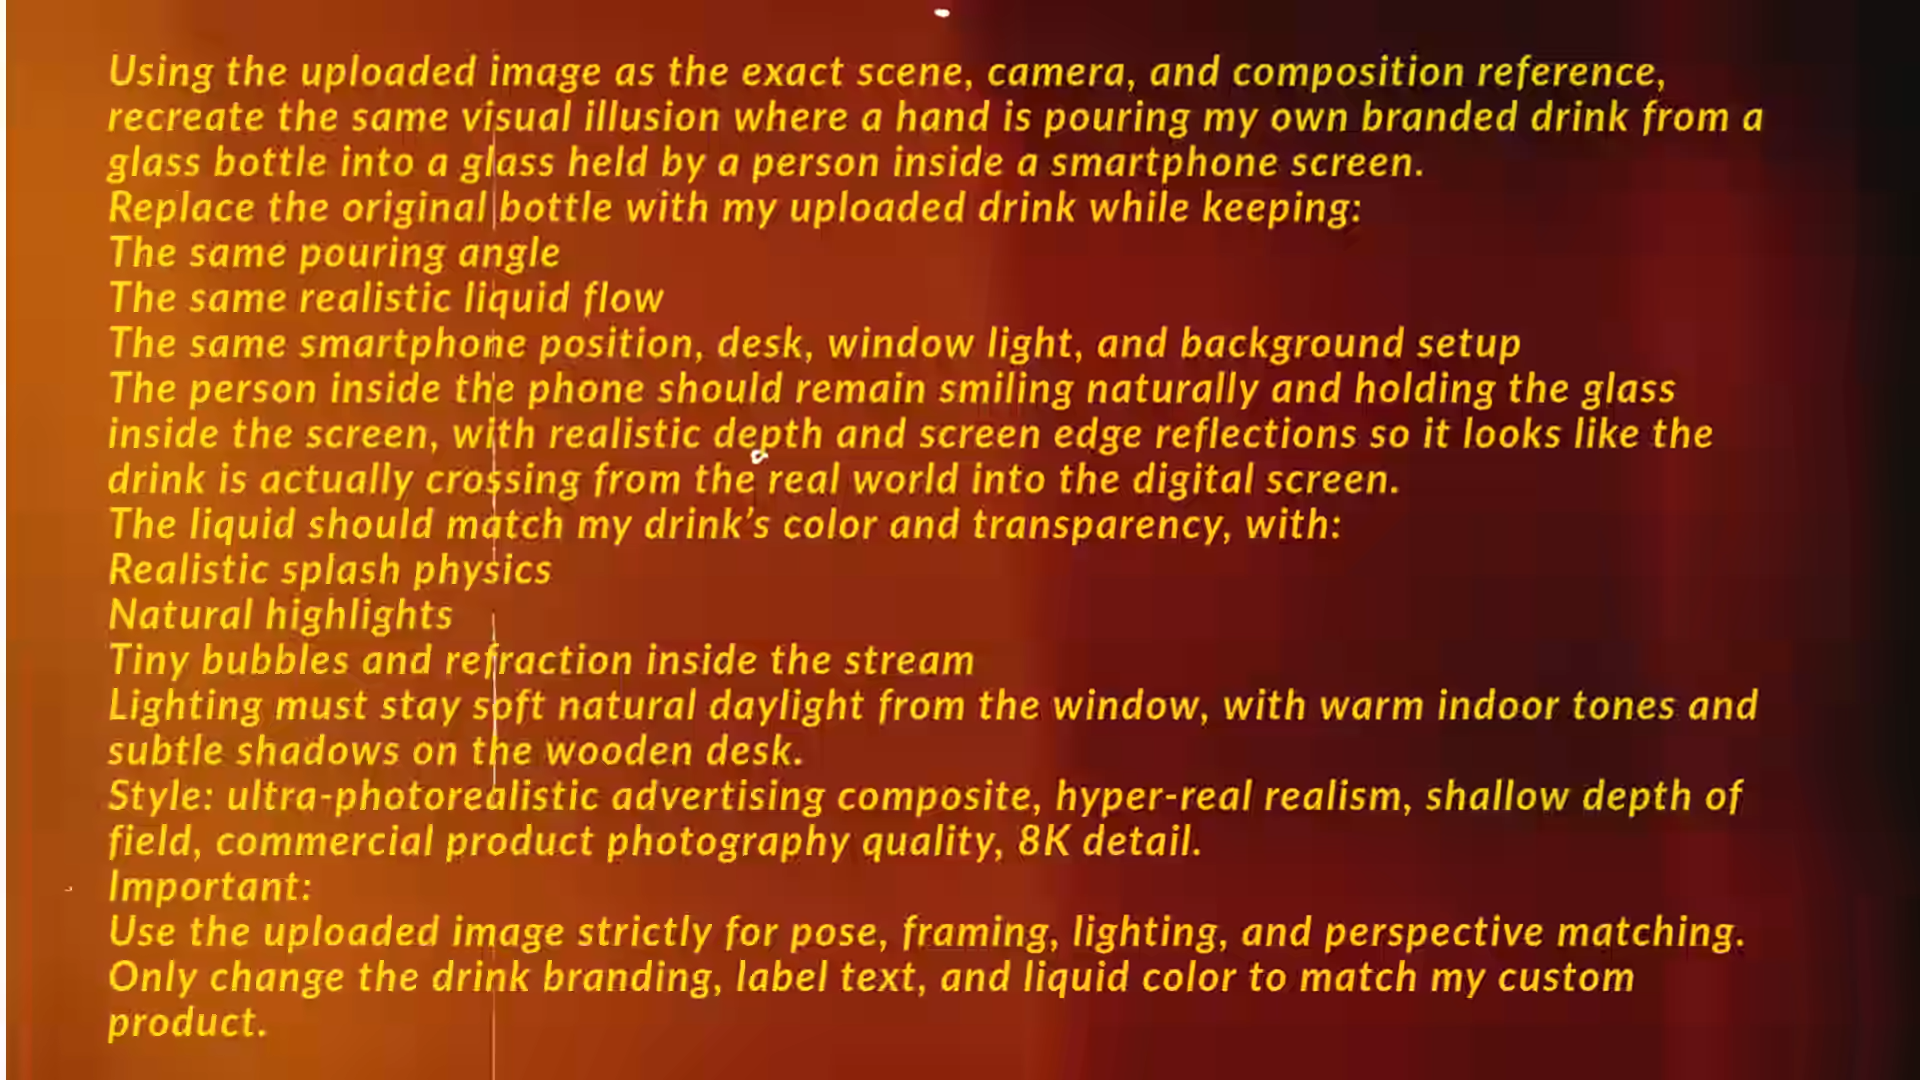 Using the uploaded image as the exact scene, camera, and composition reference,
recreate the same visual illusion where a hand is pouring my own branded drink from a
glass bottle into a glass held by a person inside a smartphone screen.
Replace the original bottle with my uploaded drink while keeping:
The same pouring angle
The same realistic liquid flow
The same smartphone position, desk, window light, and background setup
The person inside the phone should remain smiling naturally and holding the glass
inside the screen, with realistic depth and screen edge reflections so it looks like the
drink is actually crossing from the real world into the digital screen.
The liquid should match my drink’s color and transparency, with:
Realistic splash physics
Natural highlights
Tiny bubbles and refraction inside the stream
Lighting must stay soft natural daylight from the window, with warm indoor tones and
subtle shadows on the wooden desk.
Style: ultra-photorealistic advertising composite, hyper-real realism, shallow depth of
field, commercial product photography quality, 8K detail.
Important:
Use the uploaded image strictly for pose, framing, lighting, and perspective matching.
Only change the drink branding, label text, and liquid color to match my custom
product.